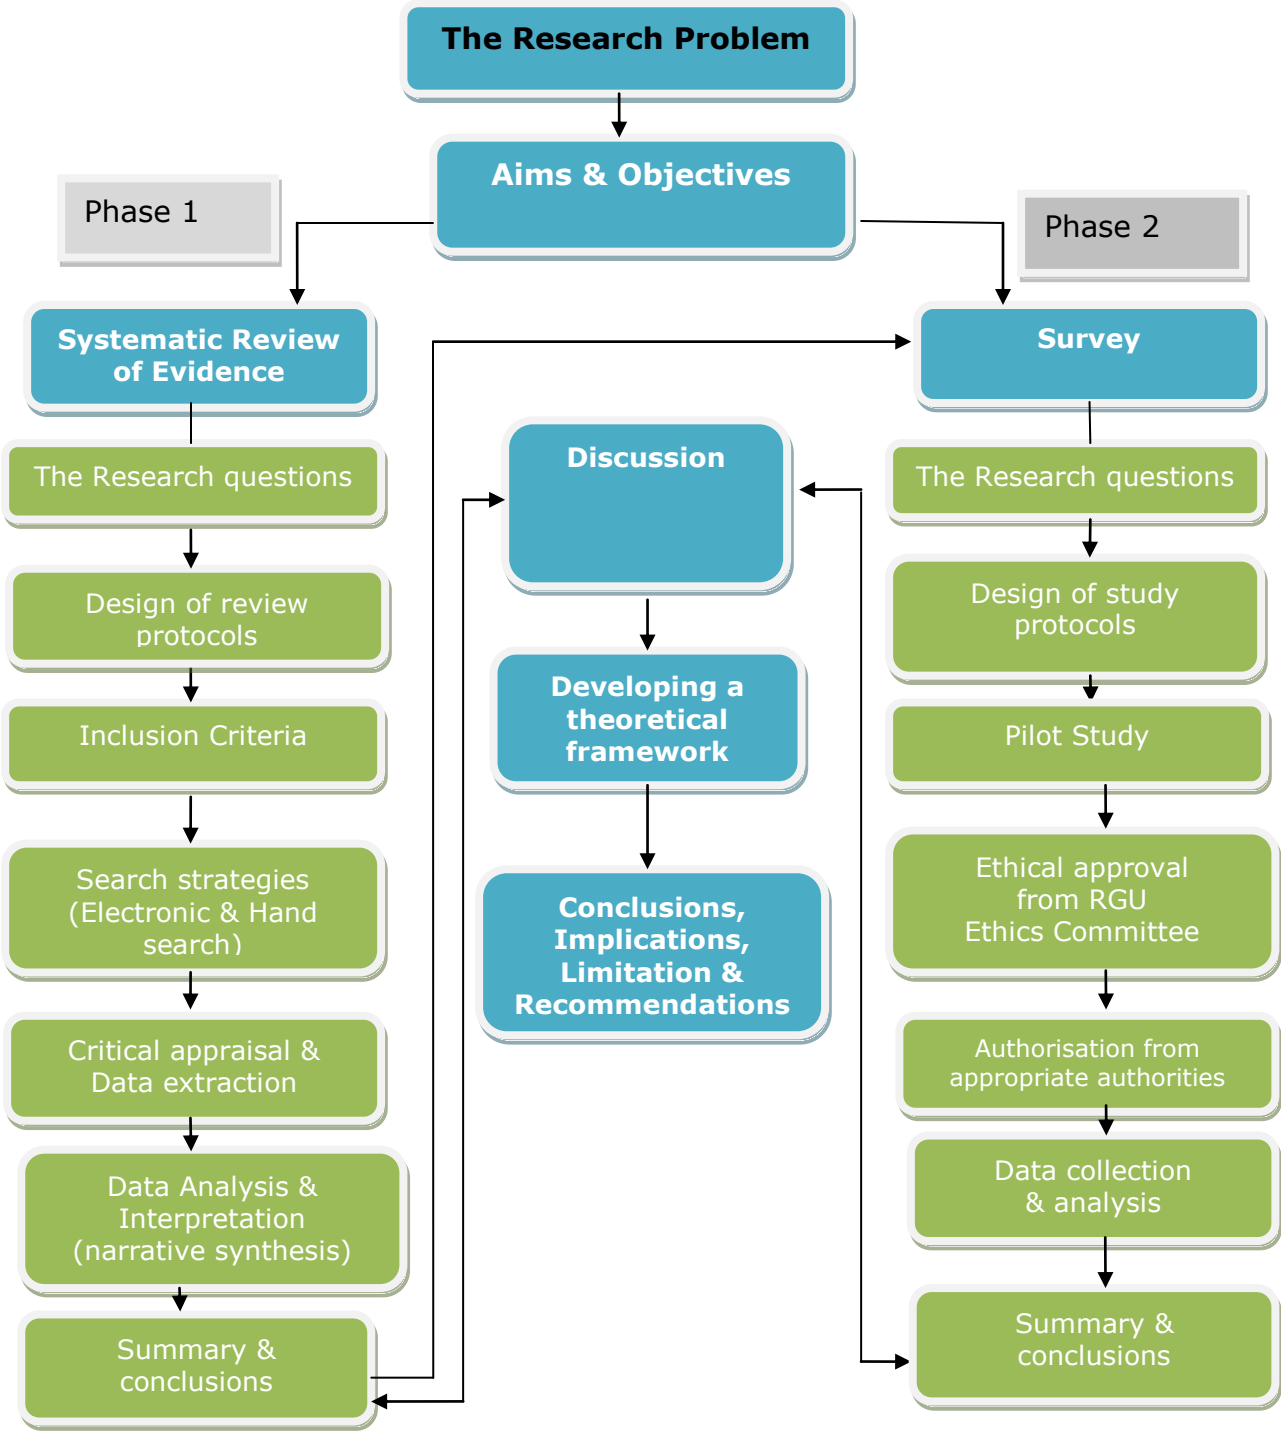 The Research Problem
Aims & Objectives
Phase 1
Phase 2
Systematic Review
of Evidence
The Research questions
Design of review
protocols
Inclusion Criteria
Search strategies
(Electronic & Hand
search)
Critical appraisal &
Data extraction
Data Analysis &
Interpretation
(narrative synthesis)
Summary &
conclusions
Discussion
Developing a
theoretical
framework
Conclusions,
Implications,
Limitation &
Recommendations
Survey
The Research questions
Design of study
protocols
Pilot Study
Ethical approval
from RGU
Ethics Committee
Authorisation from
appropriate authorities
Data collection
& analysis
Summary &
conclusions